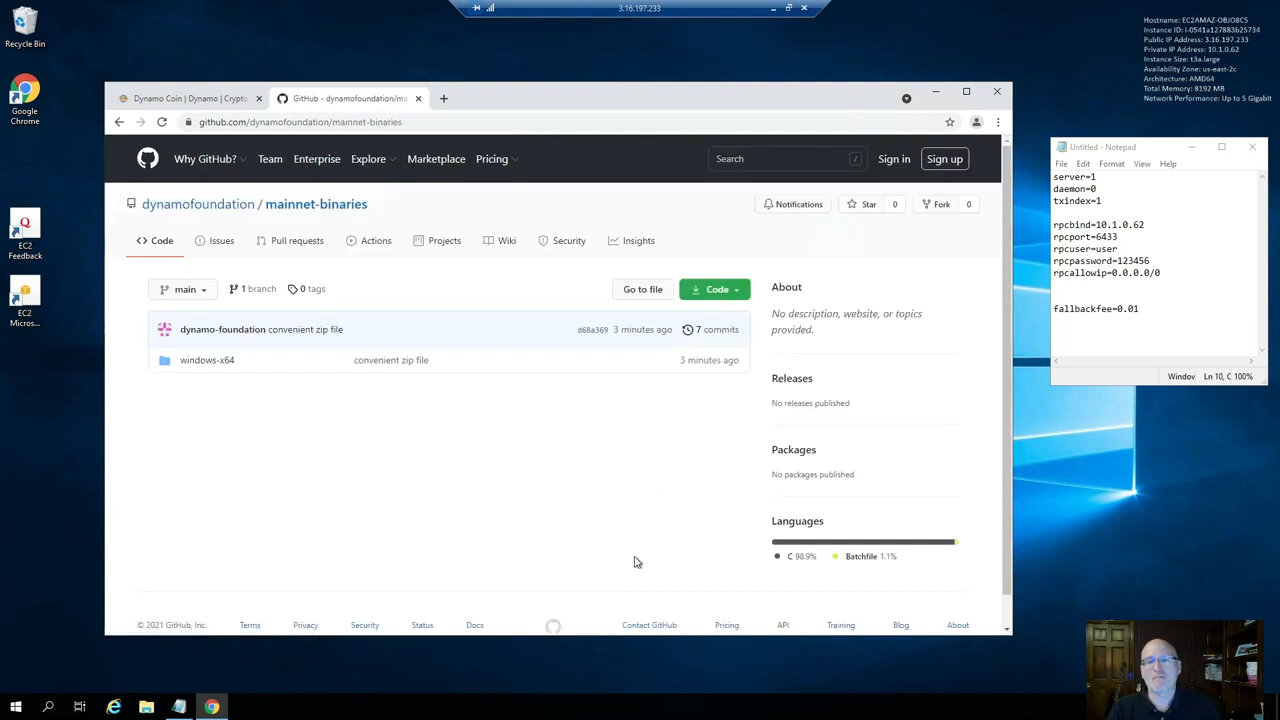 3.16.197.233
Recycle Bin
Google Chrome
EC2 Feedback
EC2 Micros...
Hostname: EC2AMAZ-OBJO8CS
Instance ID: i-0541a127883b25734
Public IP Address: 3.16.197.233
Private IP Address: 10.1.0.62
Instance Size: t3a.large
Availability Zone: us-east-2c
Architecture: AMD64
Total Memory: 8192 MB
Network Performance: Up to 5 Gigabit
Dynamo Coin | Dynamo | Crypto
GitHub - dynamofoundation/ma
github.com/dynamofoundation/mainnet-binaries
Why GitHub? Team Enterprise Explore Marketplace Pricing
Search /
Sign in Sign up
dynamofoundation / mainnet-binaries
Notifications Star 0 Fork 0
Code Issues Pull requests Actions Projects Wiki Security Insights
main 1 branch 0 tags Go to file Code
dynamo-foundation convenient zip file d68a369 3 minutes ago 7 commits
windows-x64 convenient zip file 3 minutes ago
About
No description, website, or topics
provided.
Releases
No releases published
Packages
No packages published
Languages
C 98.9% Batchfile 1.1%
© 2021 GitHub, Inc. Terms Privacy Security Status Docs Contact GitHub Pricing API Training Blog About
Untitled - Notepad
File Edit Format View Help
server=1
daemon=0
txindex=1
rpcbind=10.1.0.62
rpcport=6433
rpcuser=user
rpcpassword=123456
rpcallowip=0.0.0.0/0
fallbackfee=0.01
Window Ln 10, C 100%